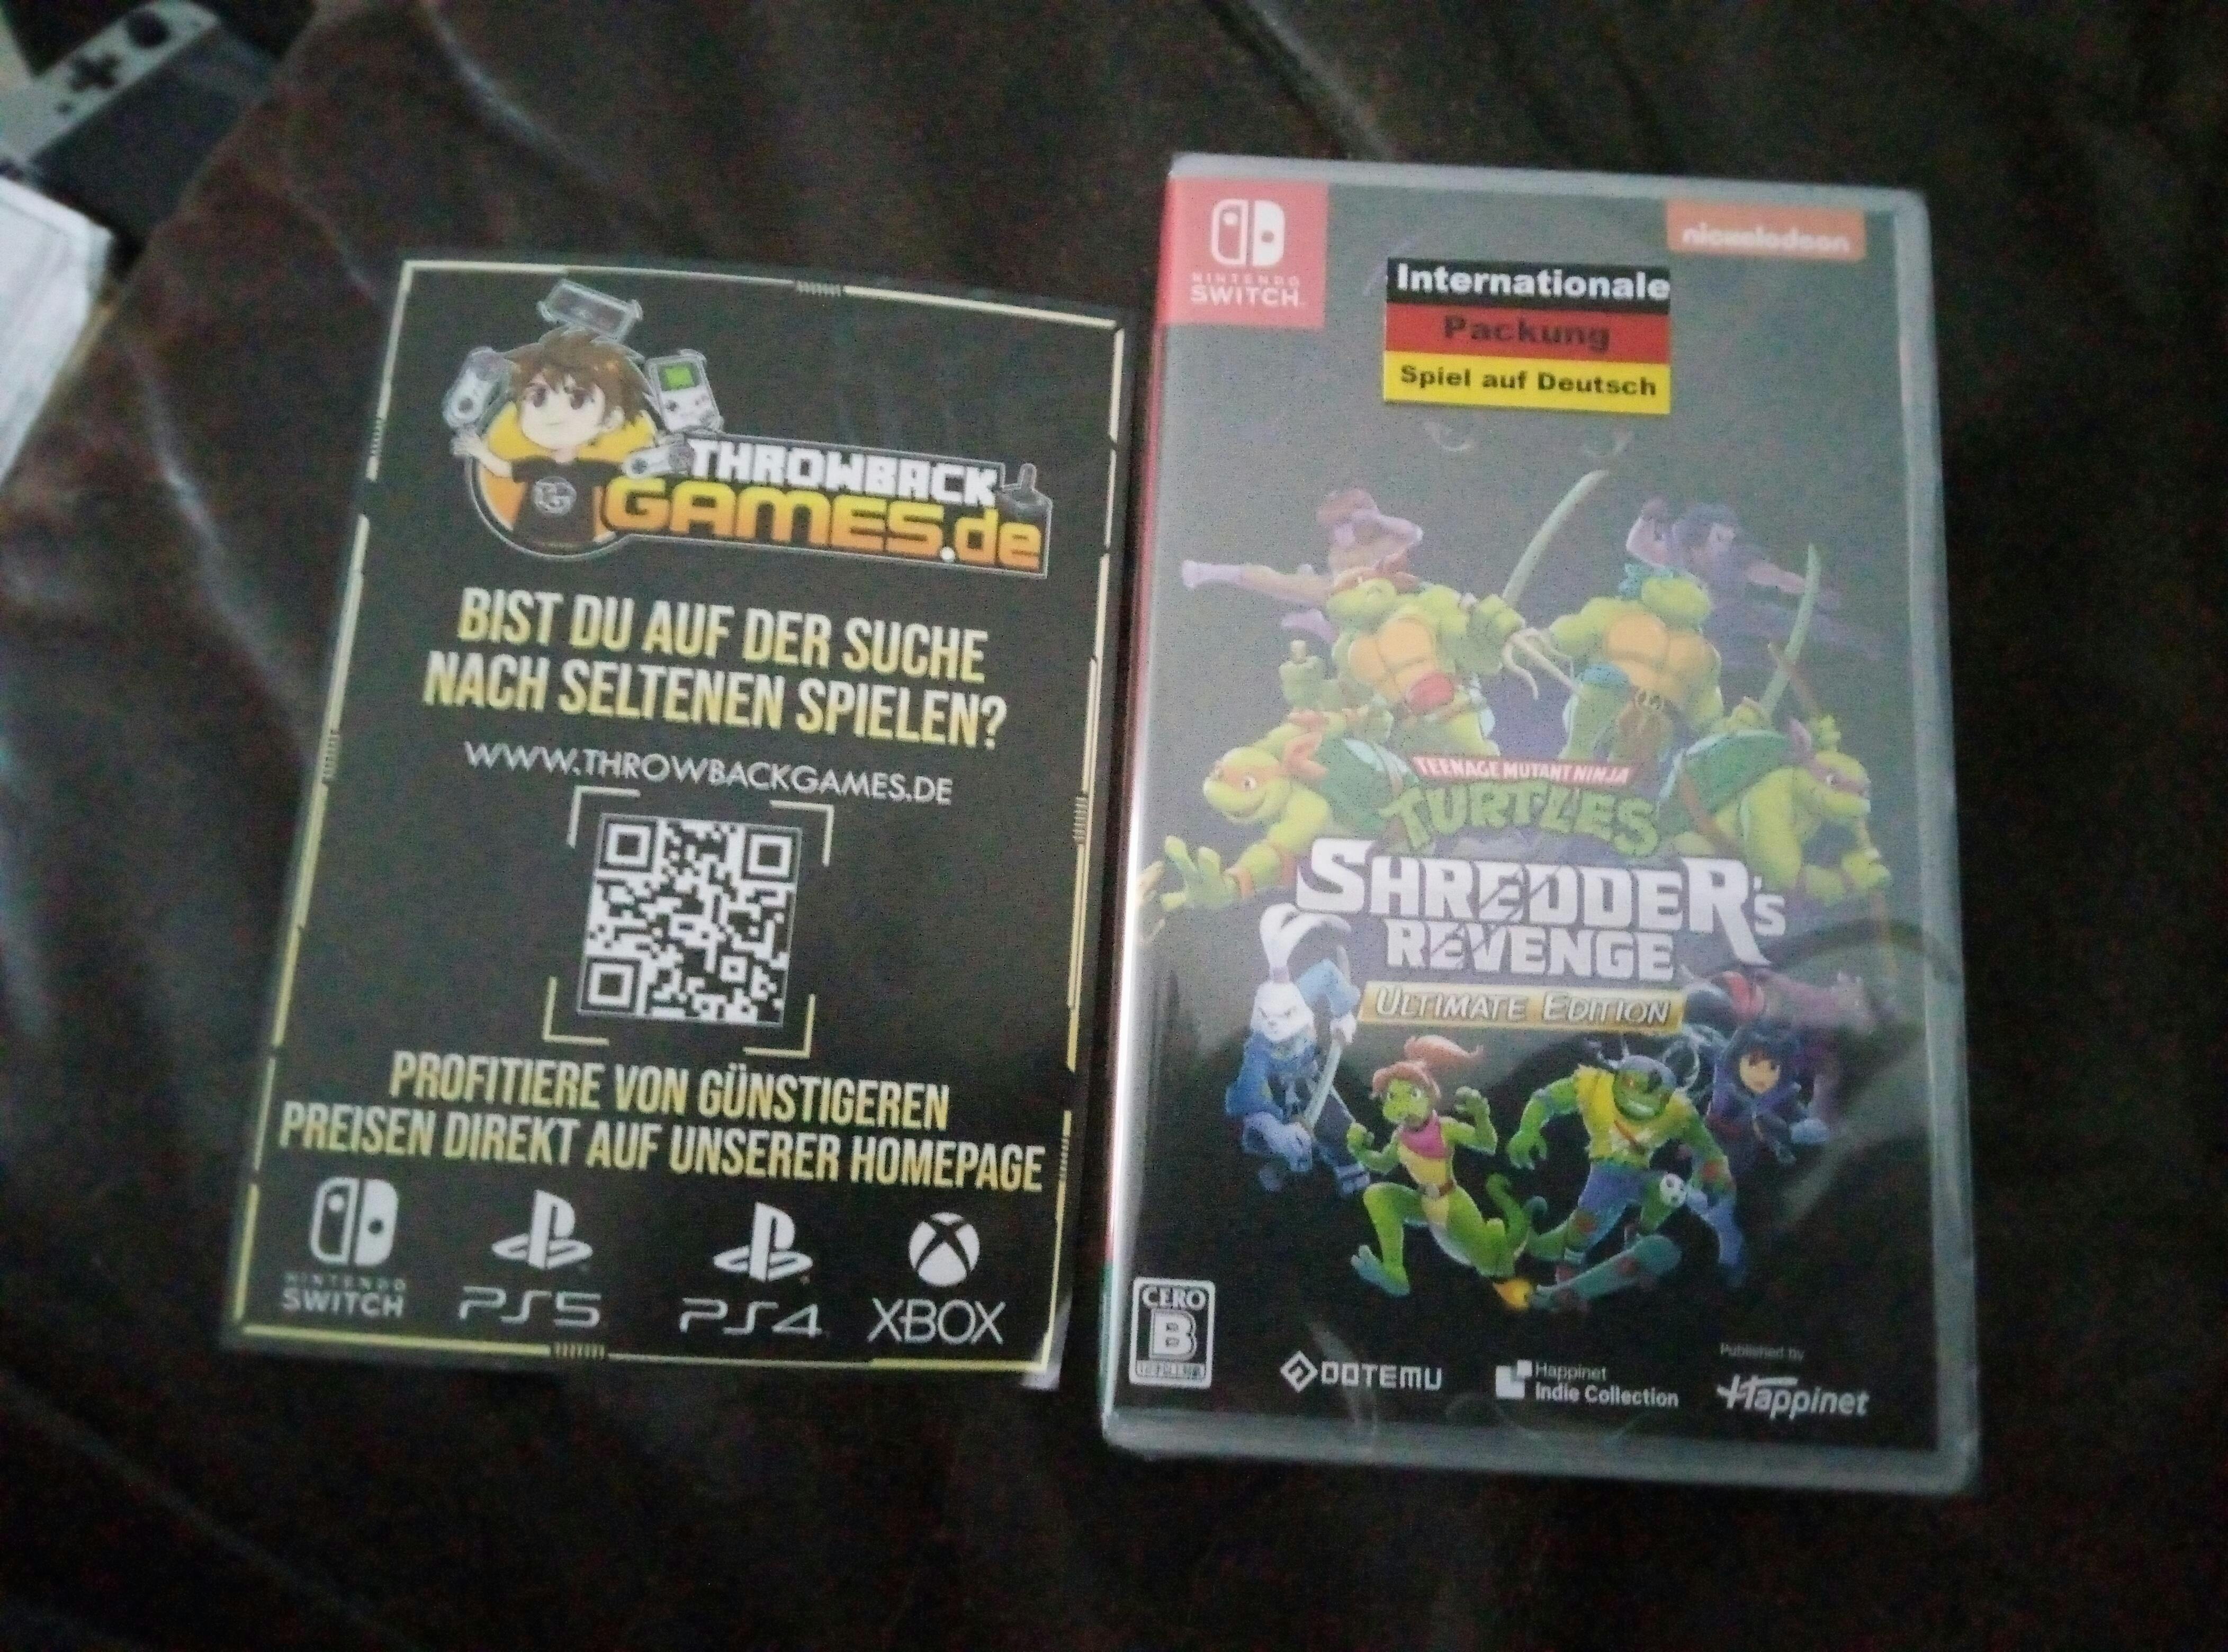 THROWBACK
GAMES.de
BIST DU AUF DER SUCHE
NACH SELTENEN SPIELEN?
WWW.THROWBACKGAMES.DE
PROFITIERE VON GÜNSTIGEREN
PREISEN DIREKT AUF UNSERER HOMEPAGE
NINTENDO
SWITCH
PS5
PS4
XBOX
NINTENDO
SWITCH
nickelodeon
Internationale
Packung
Spiel auf Deutsch
TEENAGE MUTANT NINJA
TURTLES
SHREDDER'S
REVENGE
ULTIMATE EDITION
CERO
B
DOTEMU
Happinet
Indie Collection
Published by
Happinet